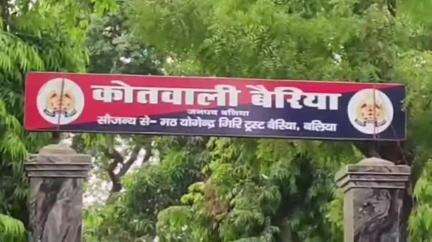 कोतवाली बैरिया
जनपद बलिया
सौजन्य से- मठ योगेन्द्र गिरि ट्रस्ट बैरिया, बलिया